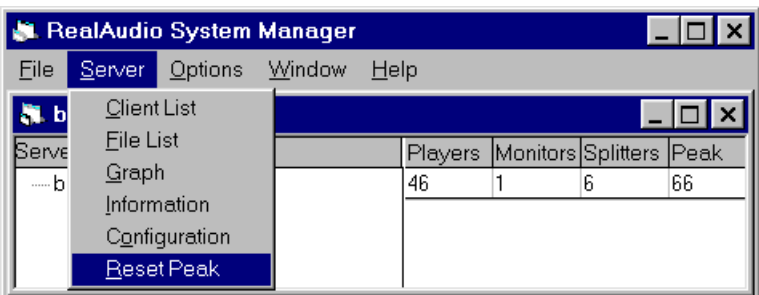 RealAudio System Manager
File Server Options Window Help
b
Client List
File List
Graph
Information
Configuration
Reset Peak
Serve Players Monitors Splitters Peak
b 46 1 6 66